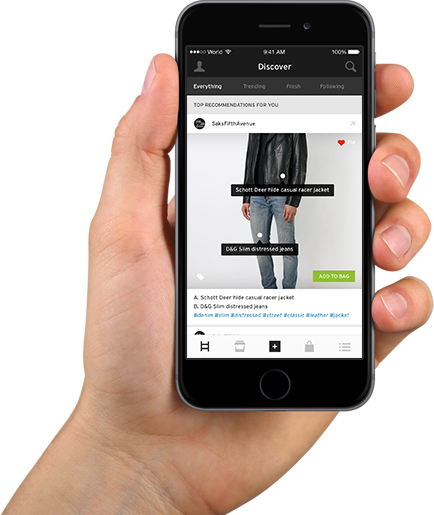 World 9:41 AM 100%
Discover
Everything Trending Fresh Following
TOP RECOMMENDATIONS FOR YOU
SaksFifthAvenue
Schott Deer hide casual racer jacket
D&G Slim distressed jeans
ADD TO BAG
A. Schott Deer hide casual racer jacket
B. D&G Slim distressed jeans
#denim #slim #distressed #street #classic #leather #jacket